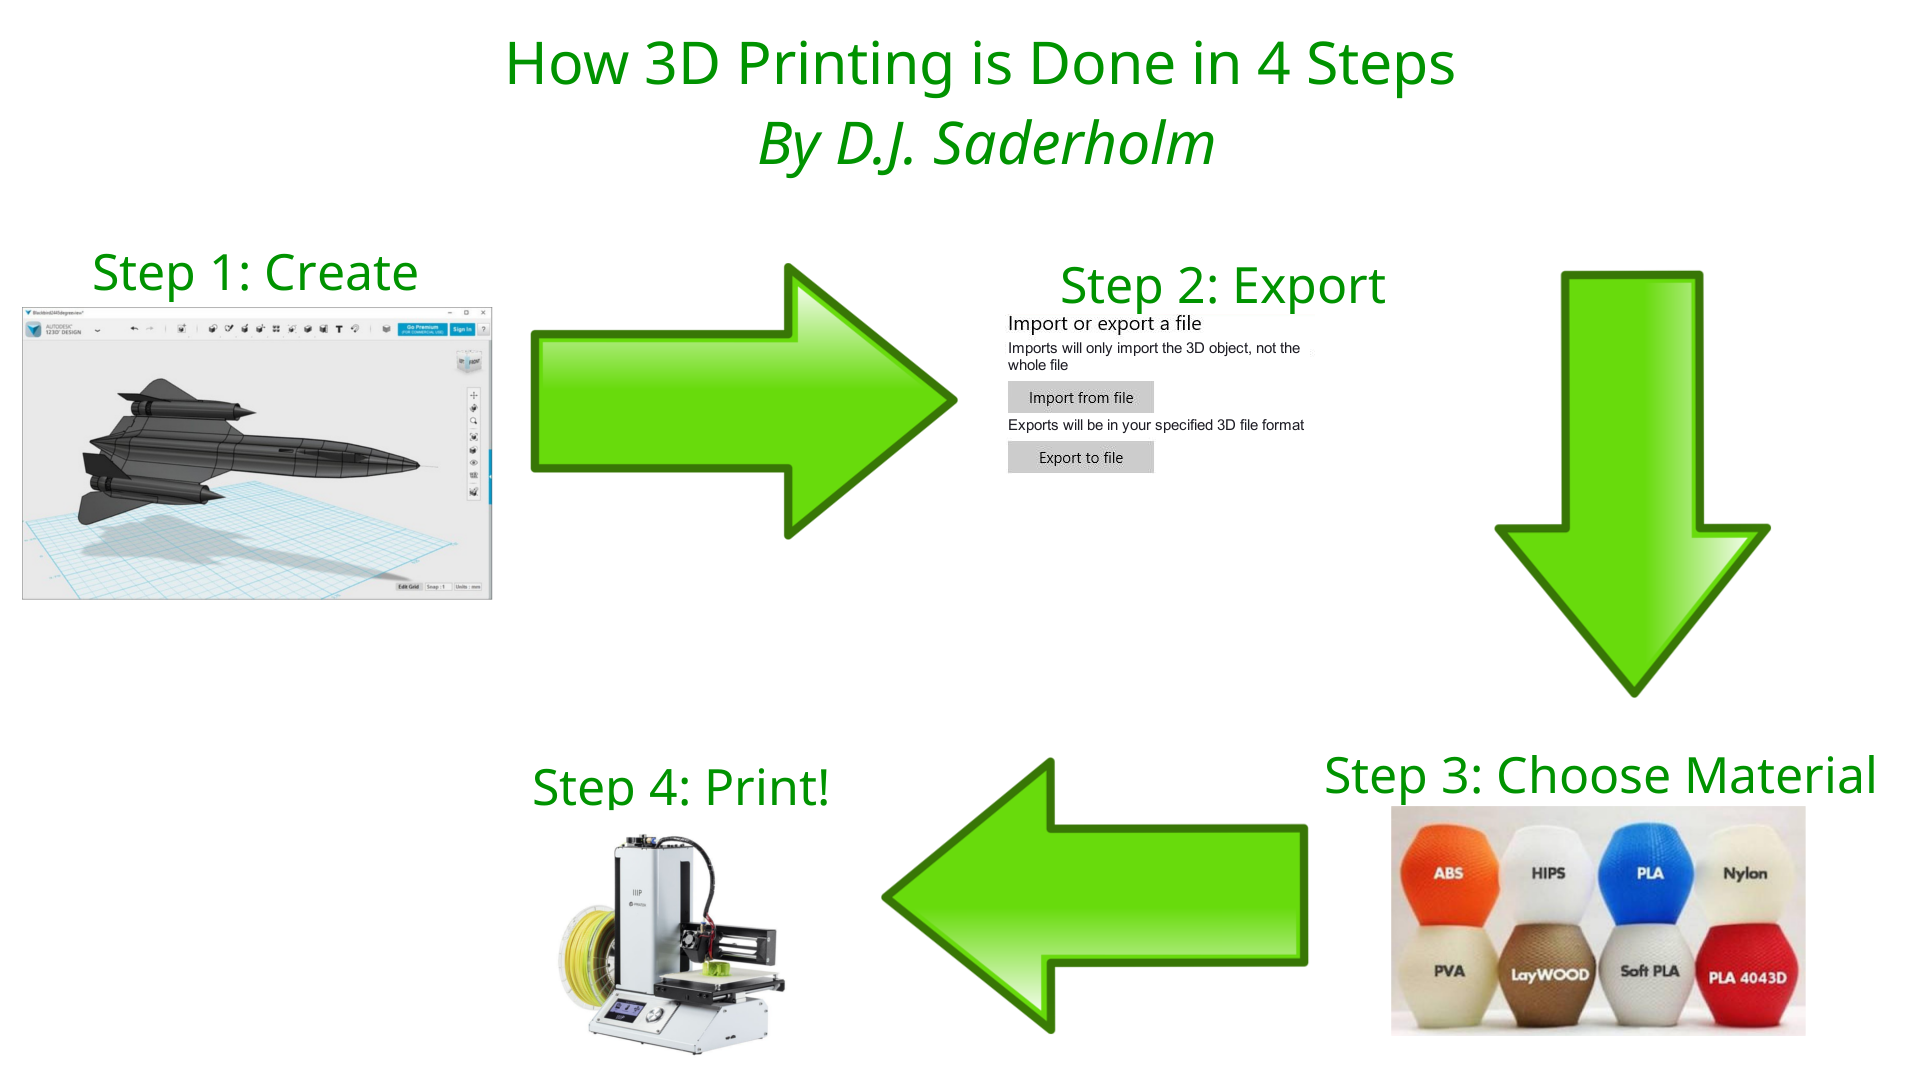 How 3D Printing is Done in 4 Steps
By D.J. Saderholm
Step 1: Create
AUTODESK
123D DESIGN
Go Premium
Sign In
?
Edit Grid
Step 2: Export
Import or export a file
Imports will only import the 3D object, not the
whole file
Import from file
Exports will be in your specified 3D file format
Export to file
Step 3: Choose Material
ABS
HIPS
PLA
Nylon
PVA
LayWOOD
Soft PLA
PLA 4043D
Step 4: Print!